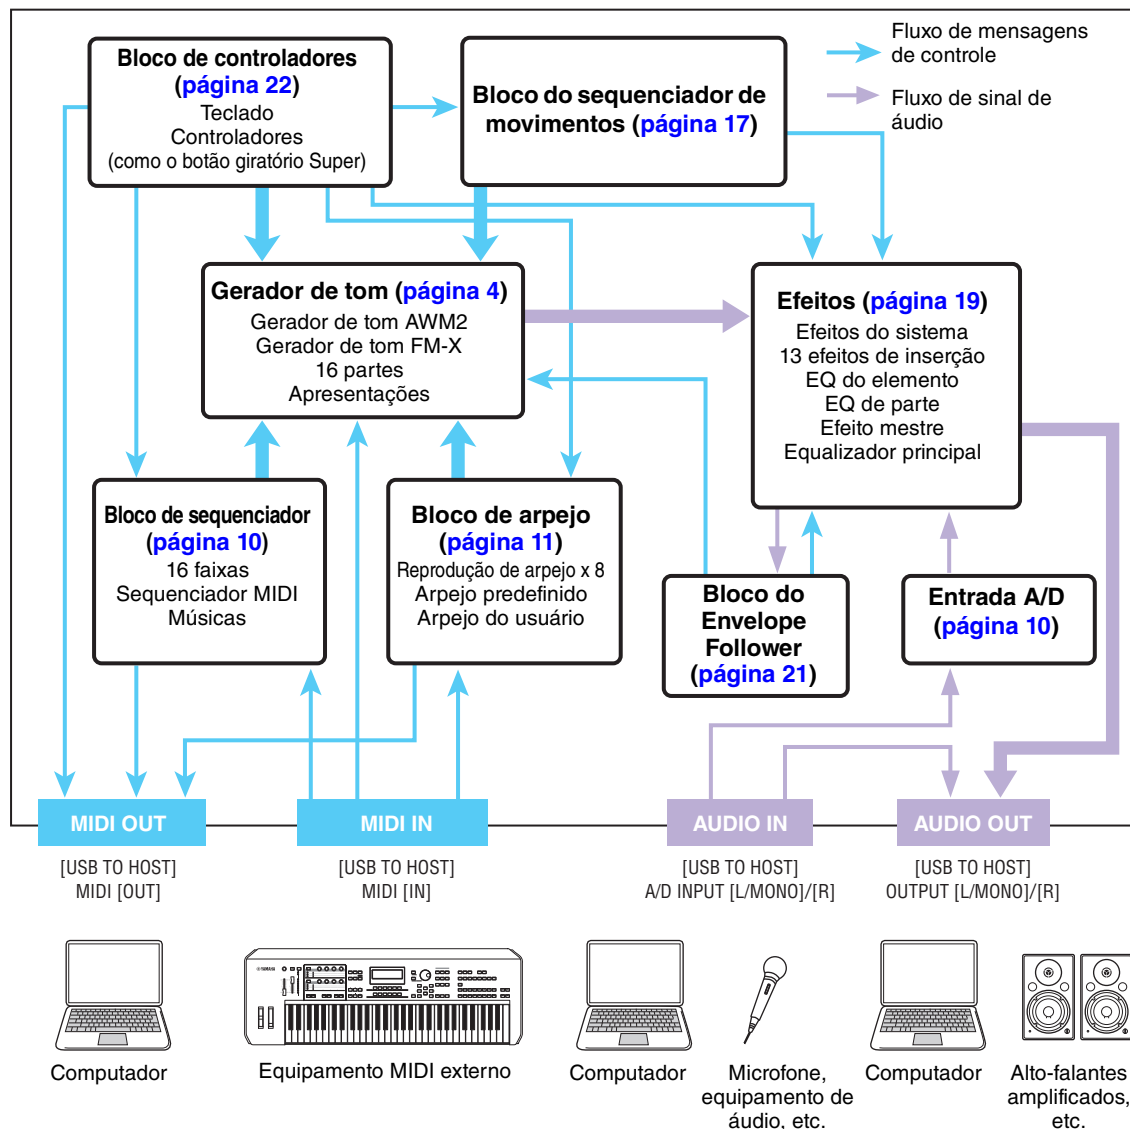 Fluxo de mensagens
de controle
Fluxo de sinal de
áudio
Bloco de controladores
(página 22)
Teclado
Controladores
(como o botão giratório Super)
Bloco do sequenciador de
movimentos (página 17)
Gerador de tom (página 4)
Gerador de tom AWM2
Gerador de tom FM-X
16 partes
Apresentações
Efeitos (página 19)
Efeitos do sistema
13 efeitos de inserção
EQ do elemento
EQ de parte
Efeito mestre
Equalizador principal
Bloco de sequenciador
(página 10)
16 faixas
Sequenciador MIDI
Músicas
Bloco de arpejo
(página 11)
Reprodução de arpejo x 8
Arpejo predefinido
Arpejo do usuário
Bloco do
Envelope
Follower
(página 21)
Entrada A/D
(página 10)
MIDI OUT
MIDI IN
AUDIO IN
AUDIO OUT
[USB TO HOST]
MIDI [OUT]
[USB TO HOST]
MIDI [IN]
[USB TO HOST]
A/D INPUT [L/MONO]/[R]
[USB TO HOST]
OUTPUT [L/MONO]/[R]
YAMAHA
Computador
Equipamento MIDI externo
Computador
Microfone,
equipamento de
áudio, etc.
Computador
Alto-falantes
amplificados,
etc.